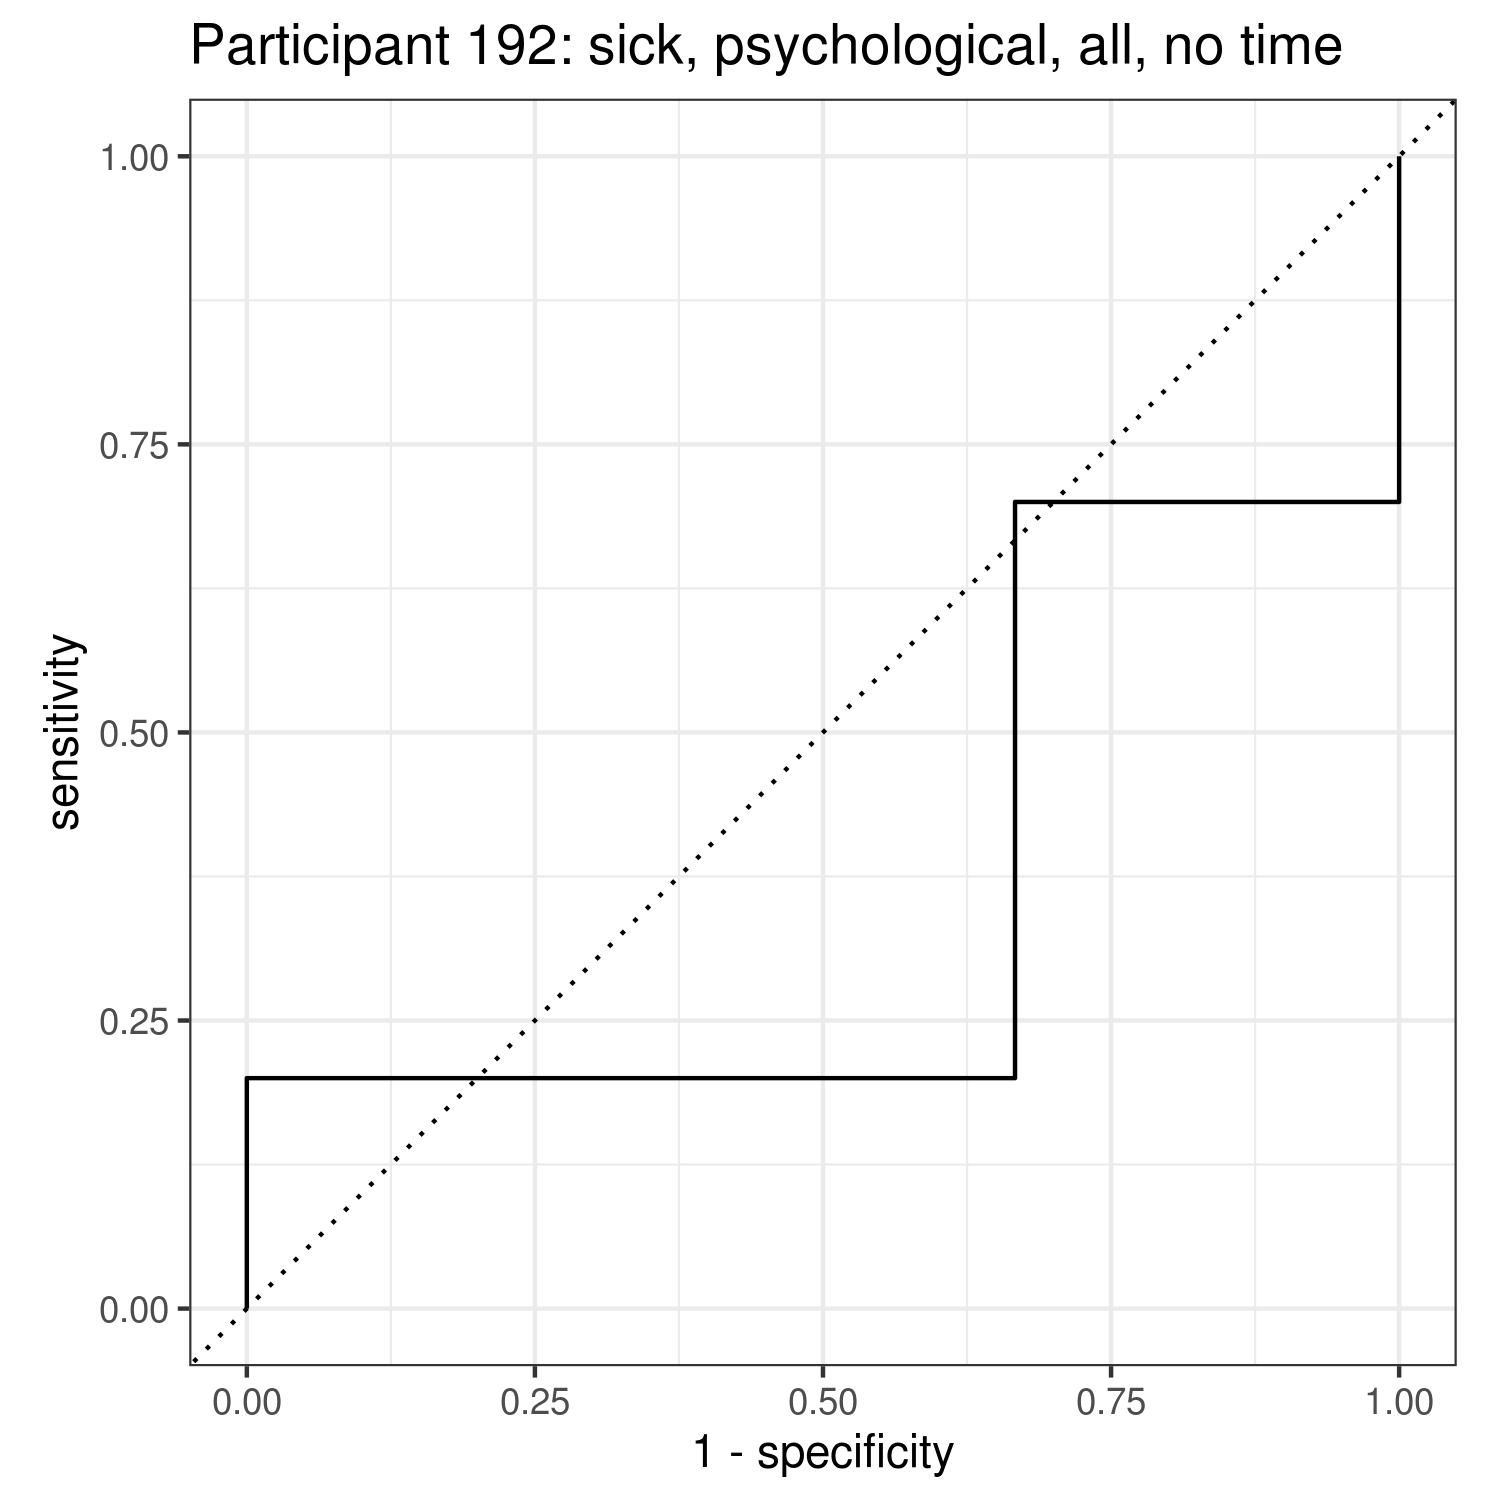 Participant 192: sick, psychological, all, no time
1.00
0.75
0.50
0.25
0.00
sensitivity
0.00 0.25 0.50 0.75 1.00
1 - specificity